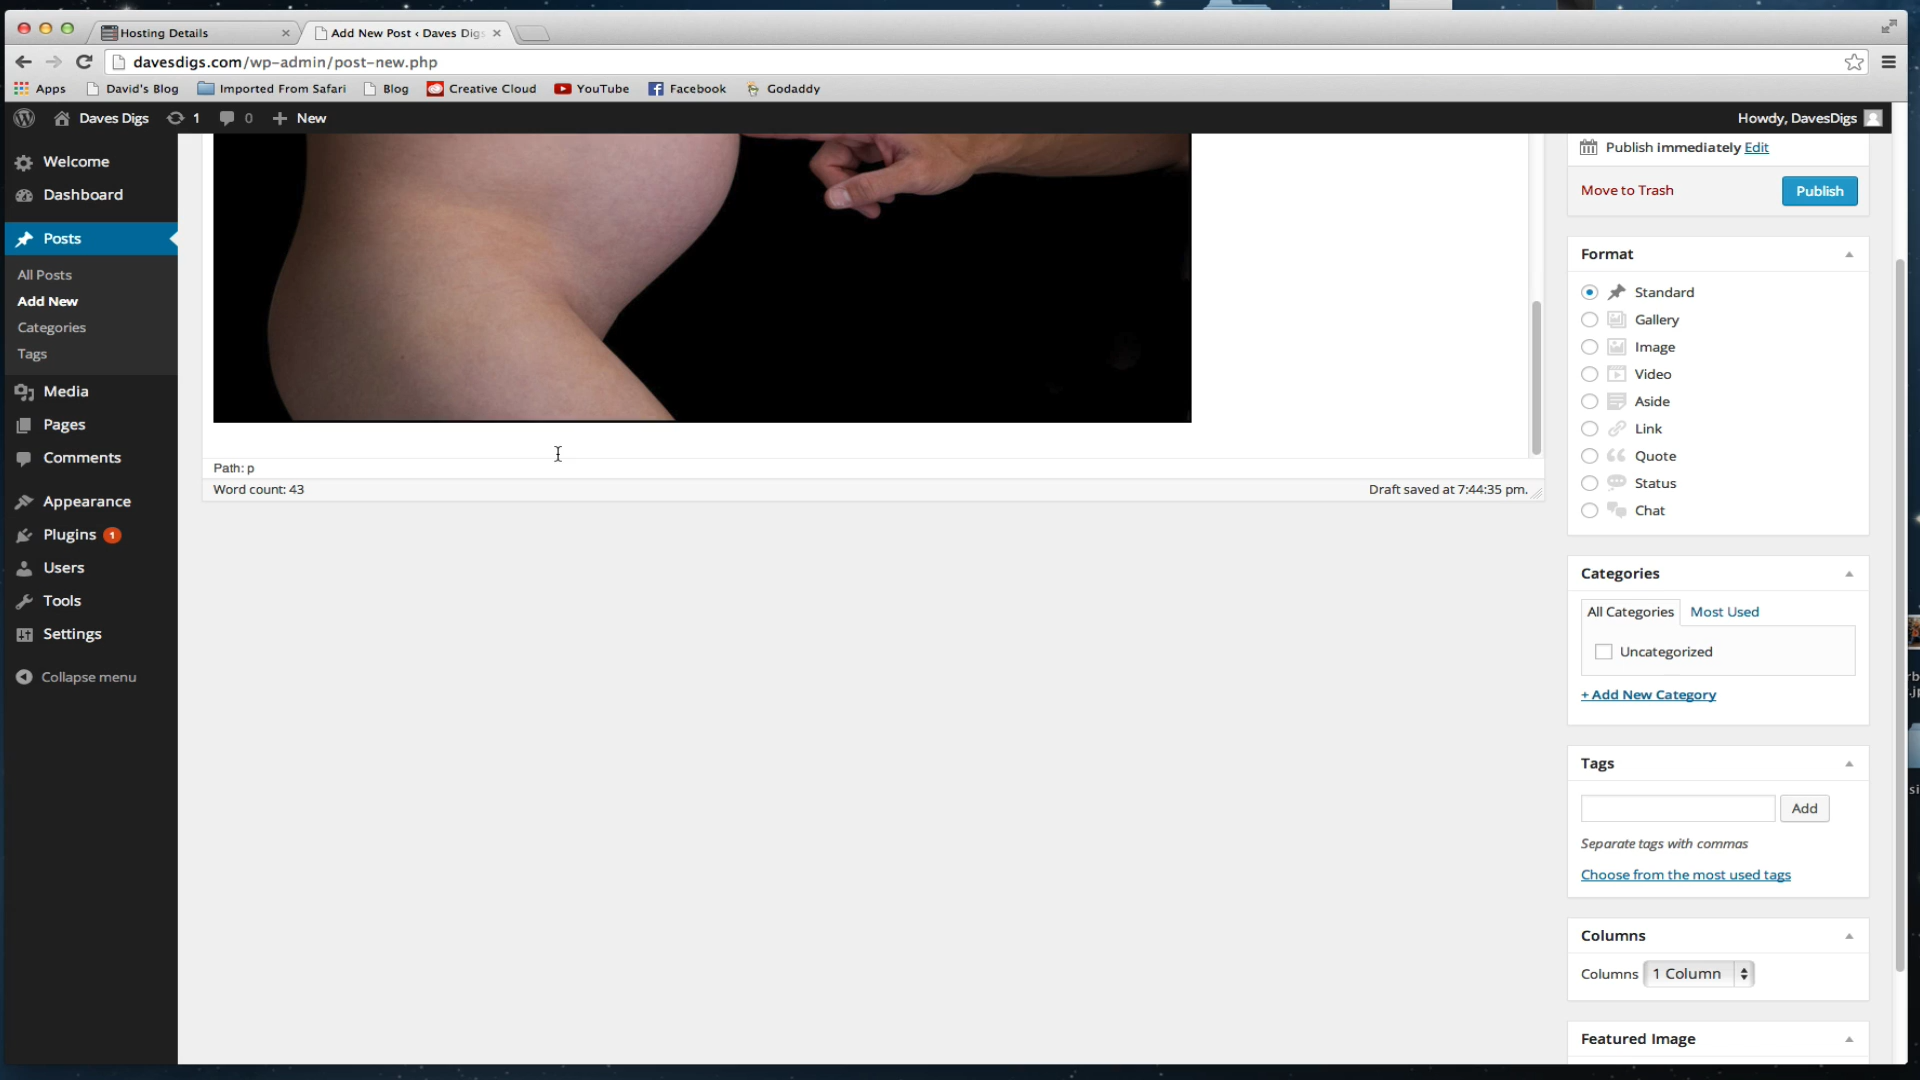 Hosting Details
Add New Post ‹ Daves Digs
davesdigs.com/wp-admin/post-new.php
Apps David's Blog Imported From Safari Blog Creative Cloud YouTube Facebook Godaddy
Daves Digs 1 0 New Howdy, DavesDigs
Welcome
Dashboard
Posts
All Posts
Add New
Categories
Tags
Media
Pages
Comments
Appearance
Plugins 1
Users
Tools
Settings
Collapse menu
Path: p
Word count: 43 Draft saved at 7:44:35 pm.
Publish immediately Edit
Move to Trash Publish
Format
Standard
Gallery
Image
Video
Aside
Link
Quote
Status
Chat
Categories
All Categories Most Used
Uncategorized
+ Add New Category
Tags
Add
Separate tags with commas
Choose from the most used tags
Columns
Columns 1 Column
Featured Image